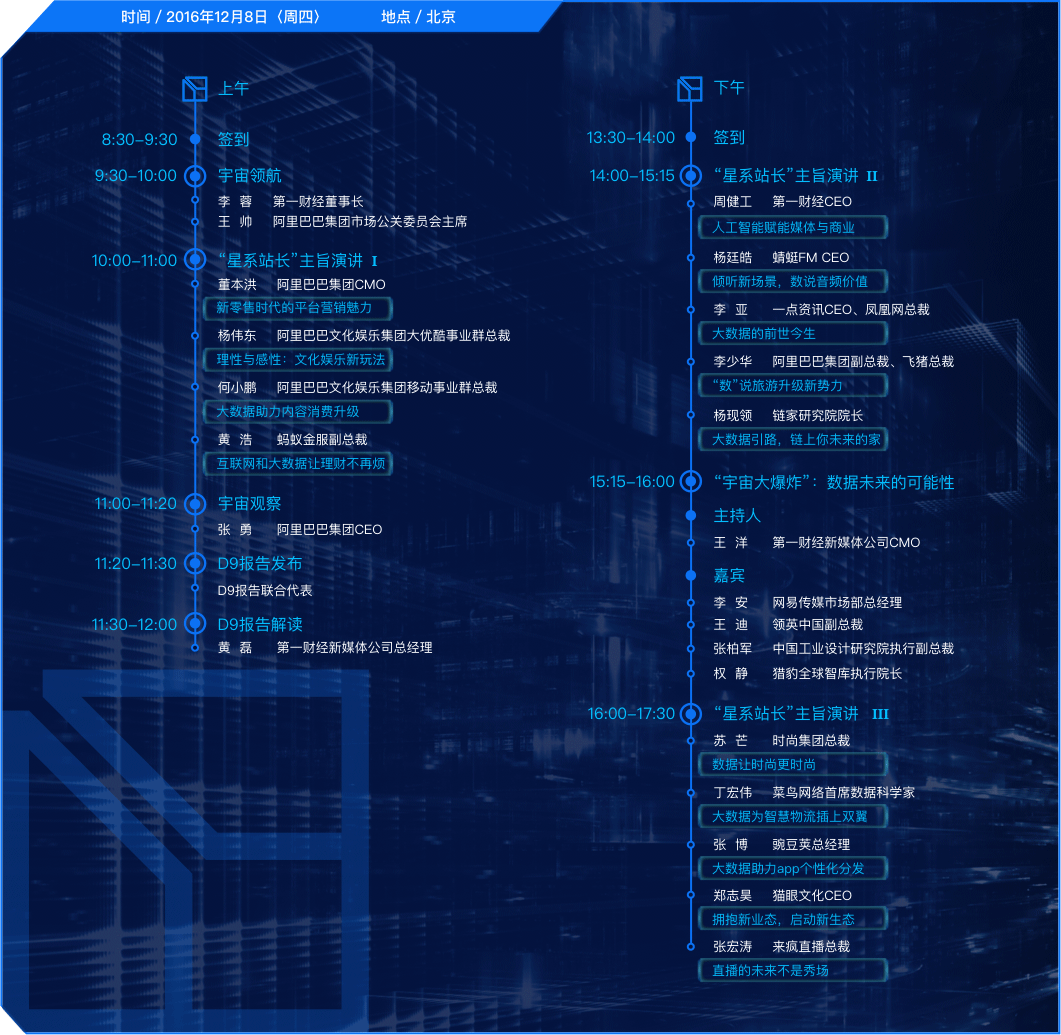 时间 / 2016年12月8日〈周四〉 地点 / 北京
上午
8:30–9:30 签到
9:30–10:00 宇宙领航
李 蓉 第一财经董事长
王 帅 阿里巴巴集团市场公关委员会主席
10:00–11:00 “星系站长”主旨演讲 I
董本洪 阿里巴巴集团CMO
新零售时代的平台营销魅力
杨伟东 阿里巴巴文化娱乐集团大优酷事业群总裁
理性与感性：文化娱乐新玩法
何小鹏 阿里巴巴文化娱乐集团移动事业群总裁
大数据助力内容消费升级
黄 浩 蚂蚁金服副总裁
互联网和大数据让理财不再烦
11:00–11:20 宇宙观察
张 勇 阿里巴巴集团CEO
11:20–11:30 D9报告发布
D9报告联合代表
11:30–12:00 D9报告解读
黄 磊 第一财经新媒体公司总经理
下午
13:30–14:00 签到
14:00–15:15 “星系站长”主旨演讲 II
周健工 第一财经CEO
人工智能赋能媒体与商业
杨廷皓 蜻蜓FM CEO
倾听新场景，数说音频价值
李 亚 一点资讯CEO、凤凰网总裁
大数据的前世今生
李少华 阿里巴巴集团副总裁、飞猪总裁
“数”说旅游升级新势力
杨现领 链家研究院院长
大数据引路，链上你未来的家
15:15–16:00 “宇宙大爆炸”：数据未来的可能性
主持人
王 洋 第一财经新媒体公司CMO
嘉宾
李 安 网易传媒市场部总经理
王 迪 领英中国副总裁
张柏军 中国工业设计研究院执行副总裁
权 静 猎豹全球智库执行院长
16:00–17:30 “星系站长”主旨演讲 III
苏 芒 时尚集团总裁
数据让时尚更时尚
丁宏伟 菜鸟网络首席数据科学家
大数据为智慧物流插上双翼
张 博 豌豆荚总经理
大数据助力app个性化分发
郑志昊 猫眼文化CEO
拥抱新业态，启动新生态
张宏涛 来疯直播总裁
直播的未来不是秀场